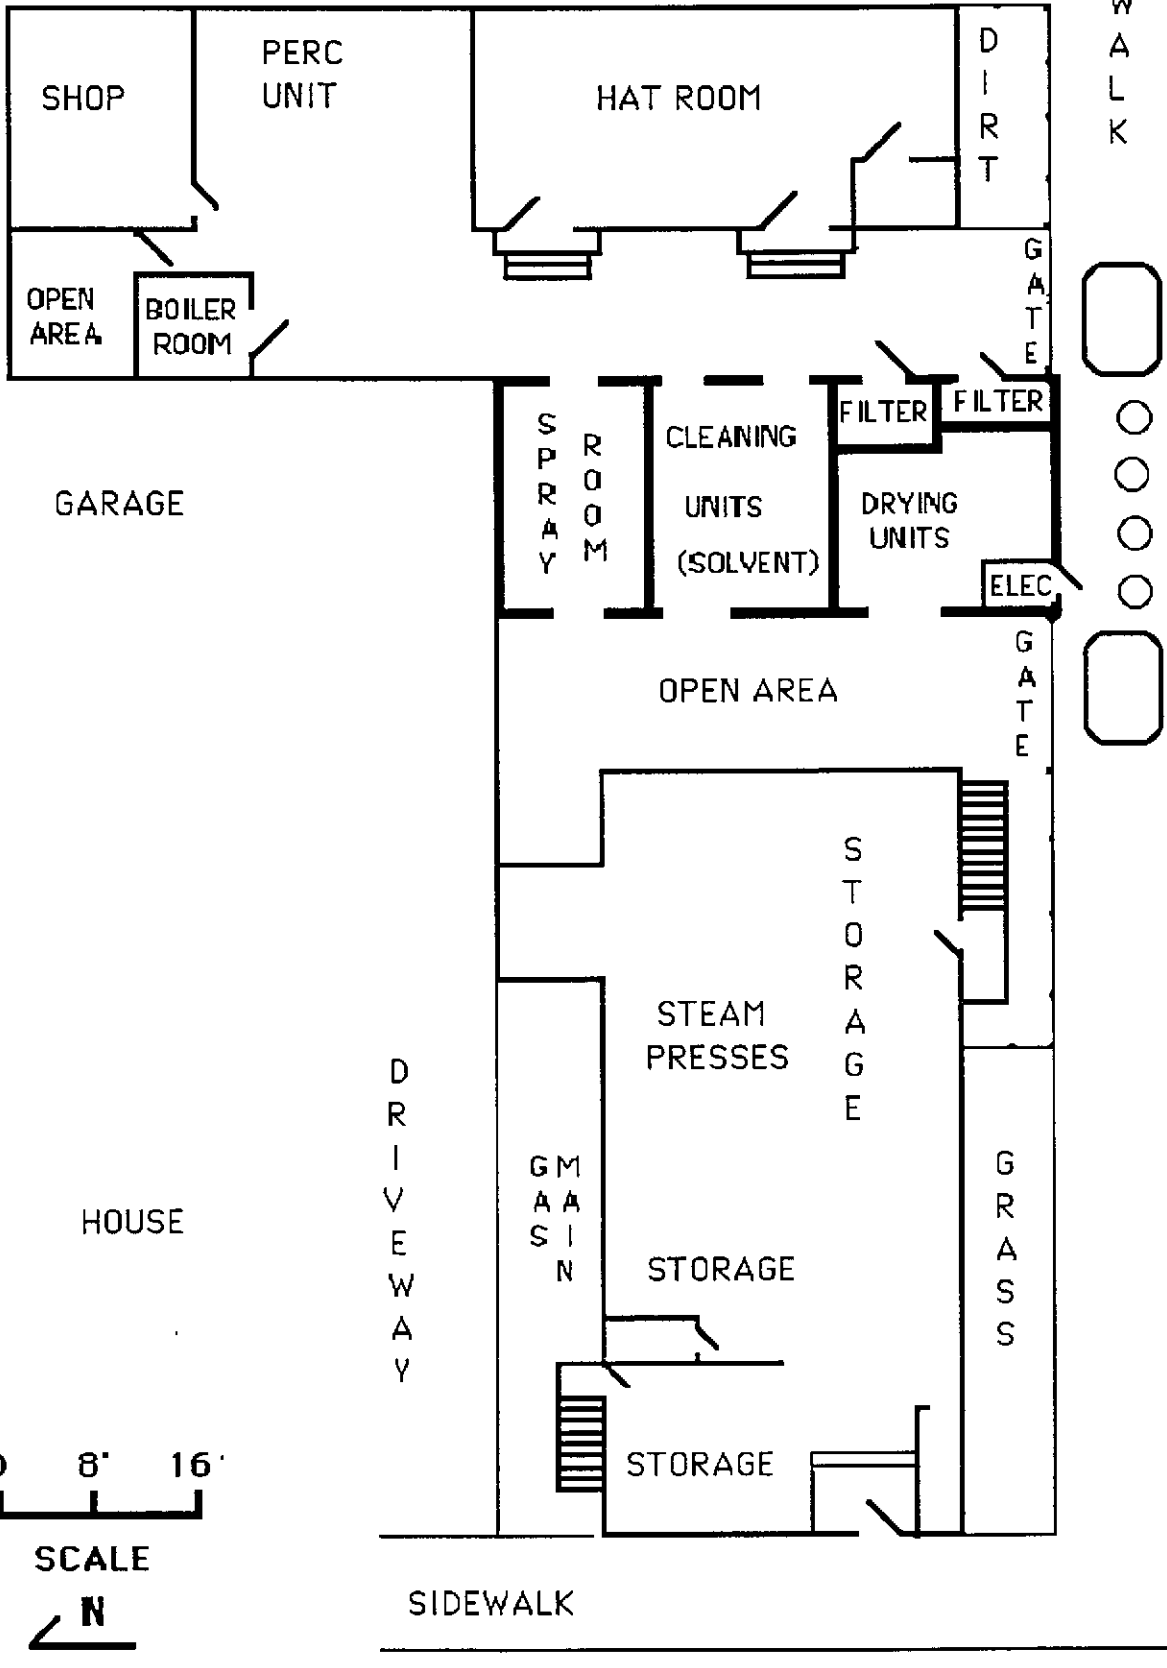 WALK
DIRT
PERC
UNIT
SHOP
HAT ROOM
GATE
OPEN
AREA
BOILER
ROOM
FILTER
FILTER
SPRAY
ROOM
CLEANING
UNITS
(SOLVENT)
GARAGE
DRYING
UNITS
ELEC
GATE
OPEN AREA
STORAGE
STEAM
PRESSES
DRIVEWAY
GAS
MAIN
GRASS
HOUSE
STORAGE
STORAGE
0 8' 16'
SCALE
N
SIDEWALK